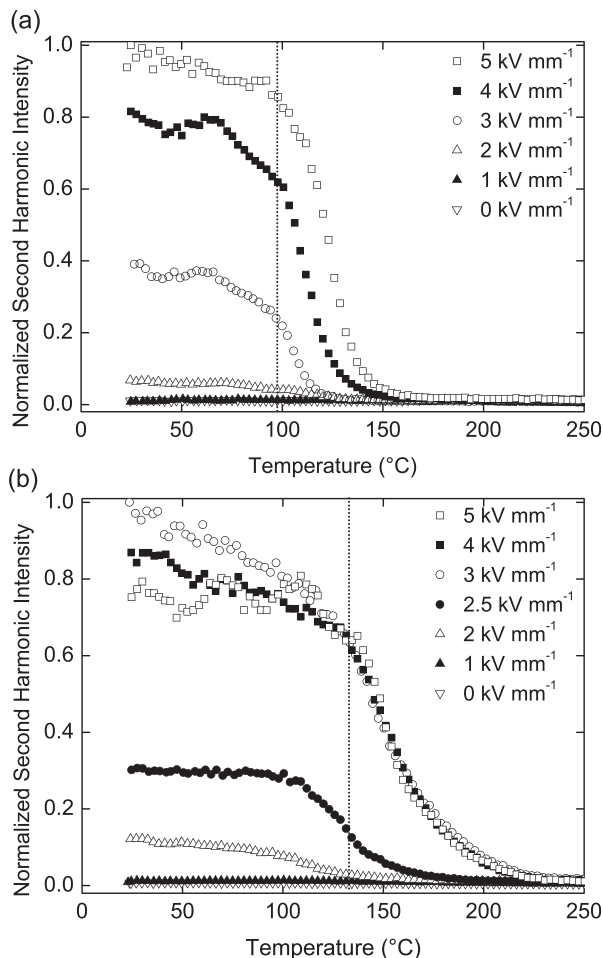 (a)
Normalized Second Harmonic Intensity
1.0
0.8
0.6
0.4
0.2
0.0
5 kV mm⁻¹
4 kV mm⁻¹
3 kV mm⁻¹
2 kV mm⁻¹
1 kV mm⁻¹
0 kV mm⁻¹
0 50 100 150 200 250
Temperature (°C)
(b)
Normalized Second Harmonic Intensity
1.0
0.8
0.6
0.4
0.2
0.0
5 kV mm⁻¹
4 kV mm⁻¹
3 kV mm⁻¹
2.5 kV mm⁻¹
2 kV mm⁻¹
1 kV mm⁻¹
0 kV mm⁻¹
0 50 100 150 200 250
Temperature (°C)